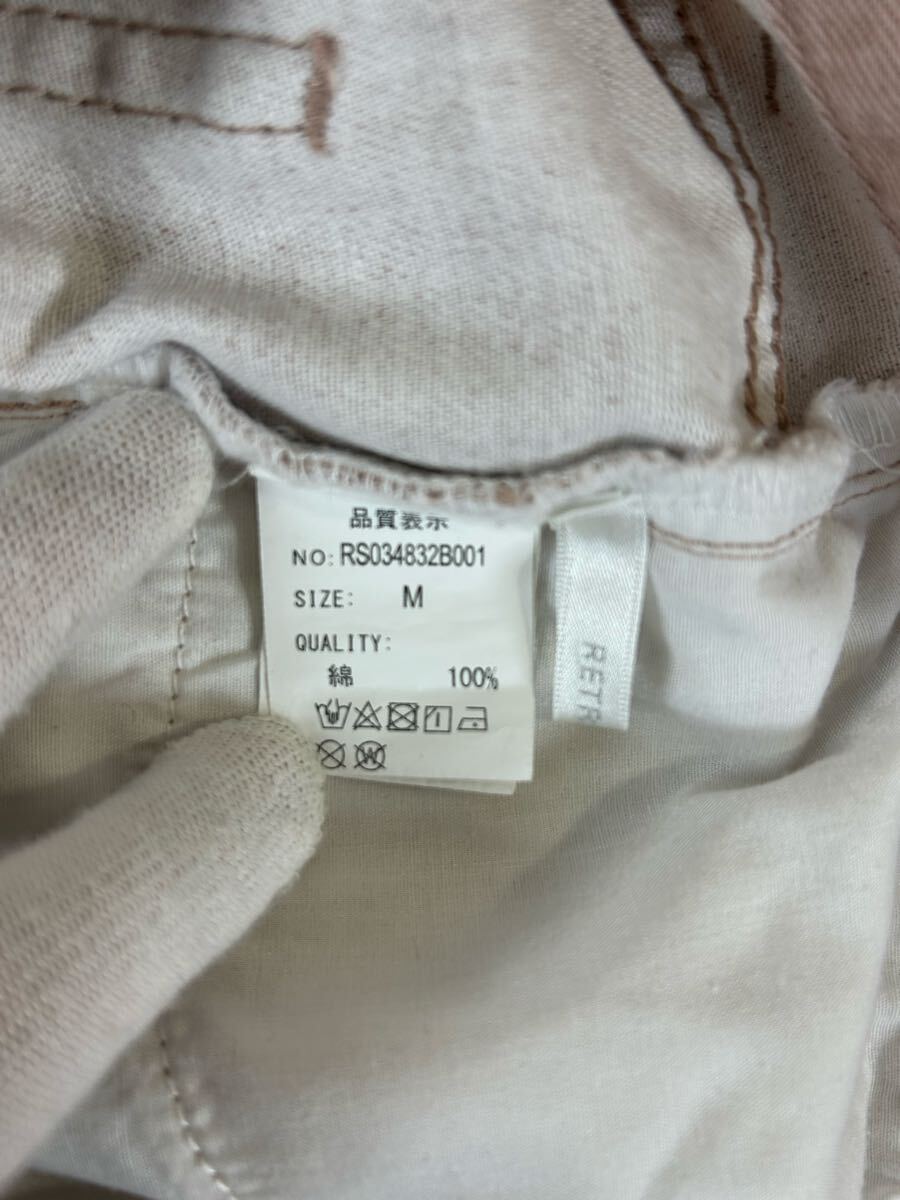 品質表示
NO: RS034832B001
SIZE: M
QUALITY:
綿 100%
W
RETR